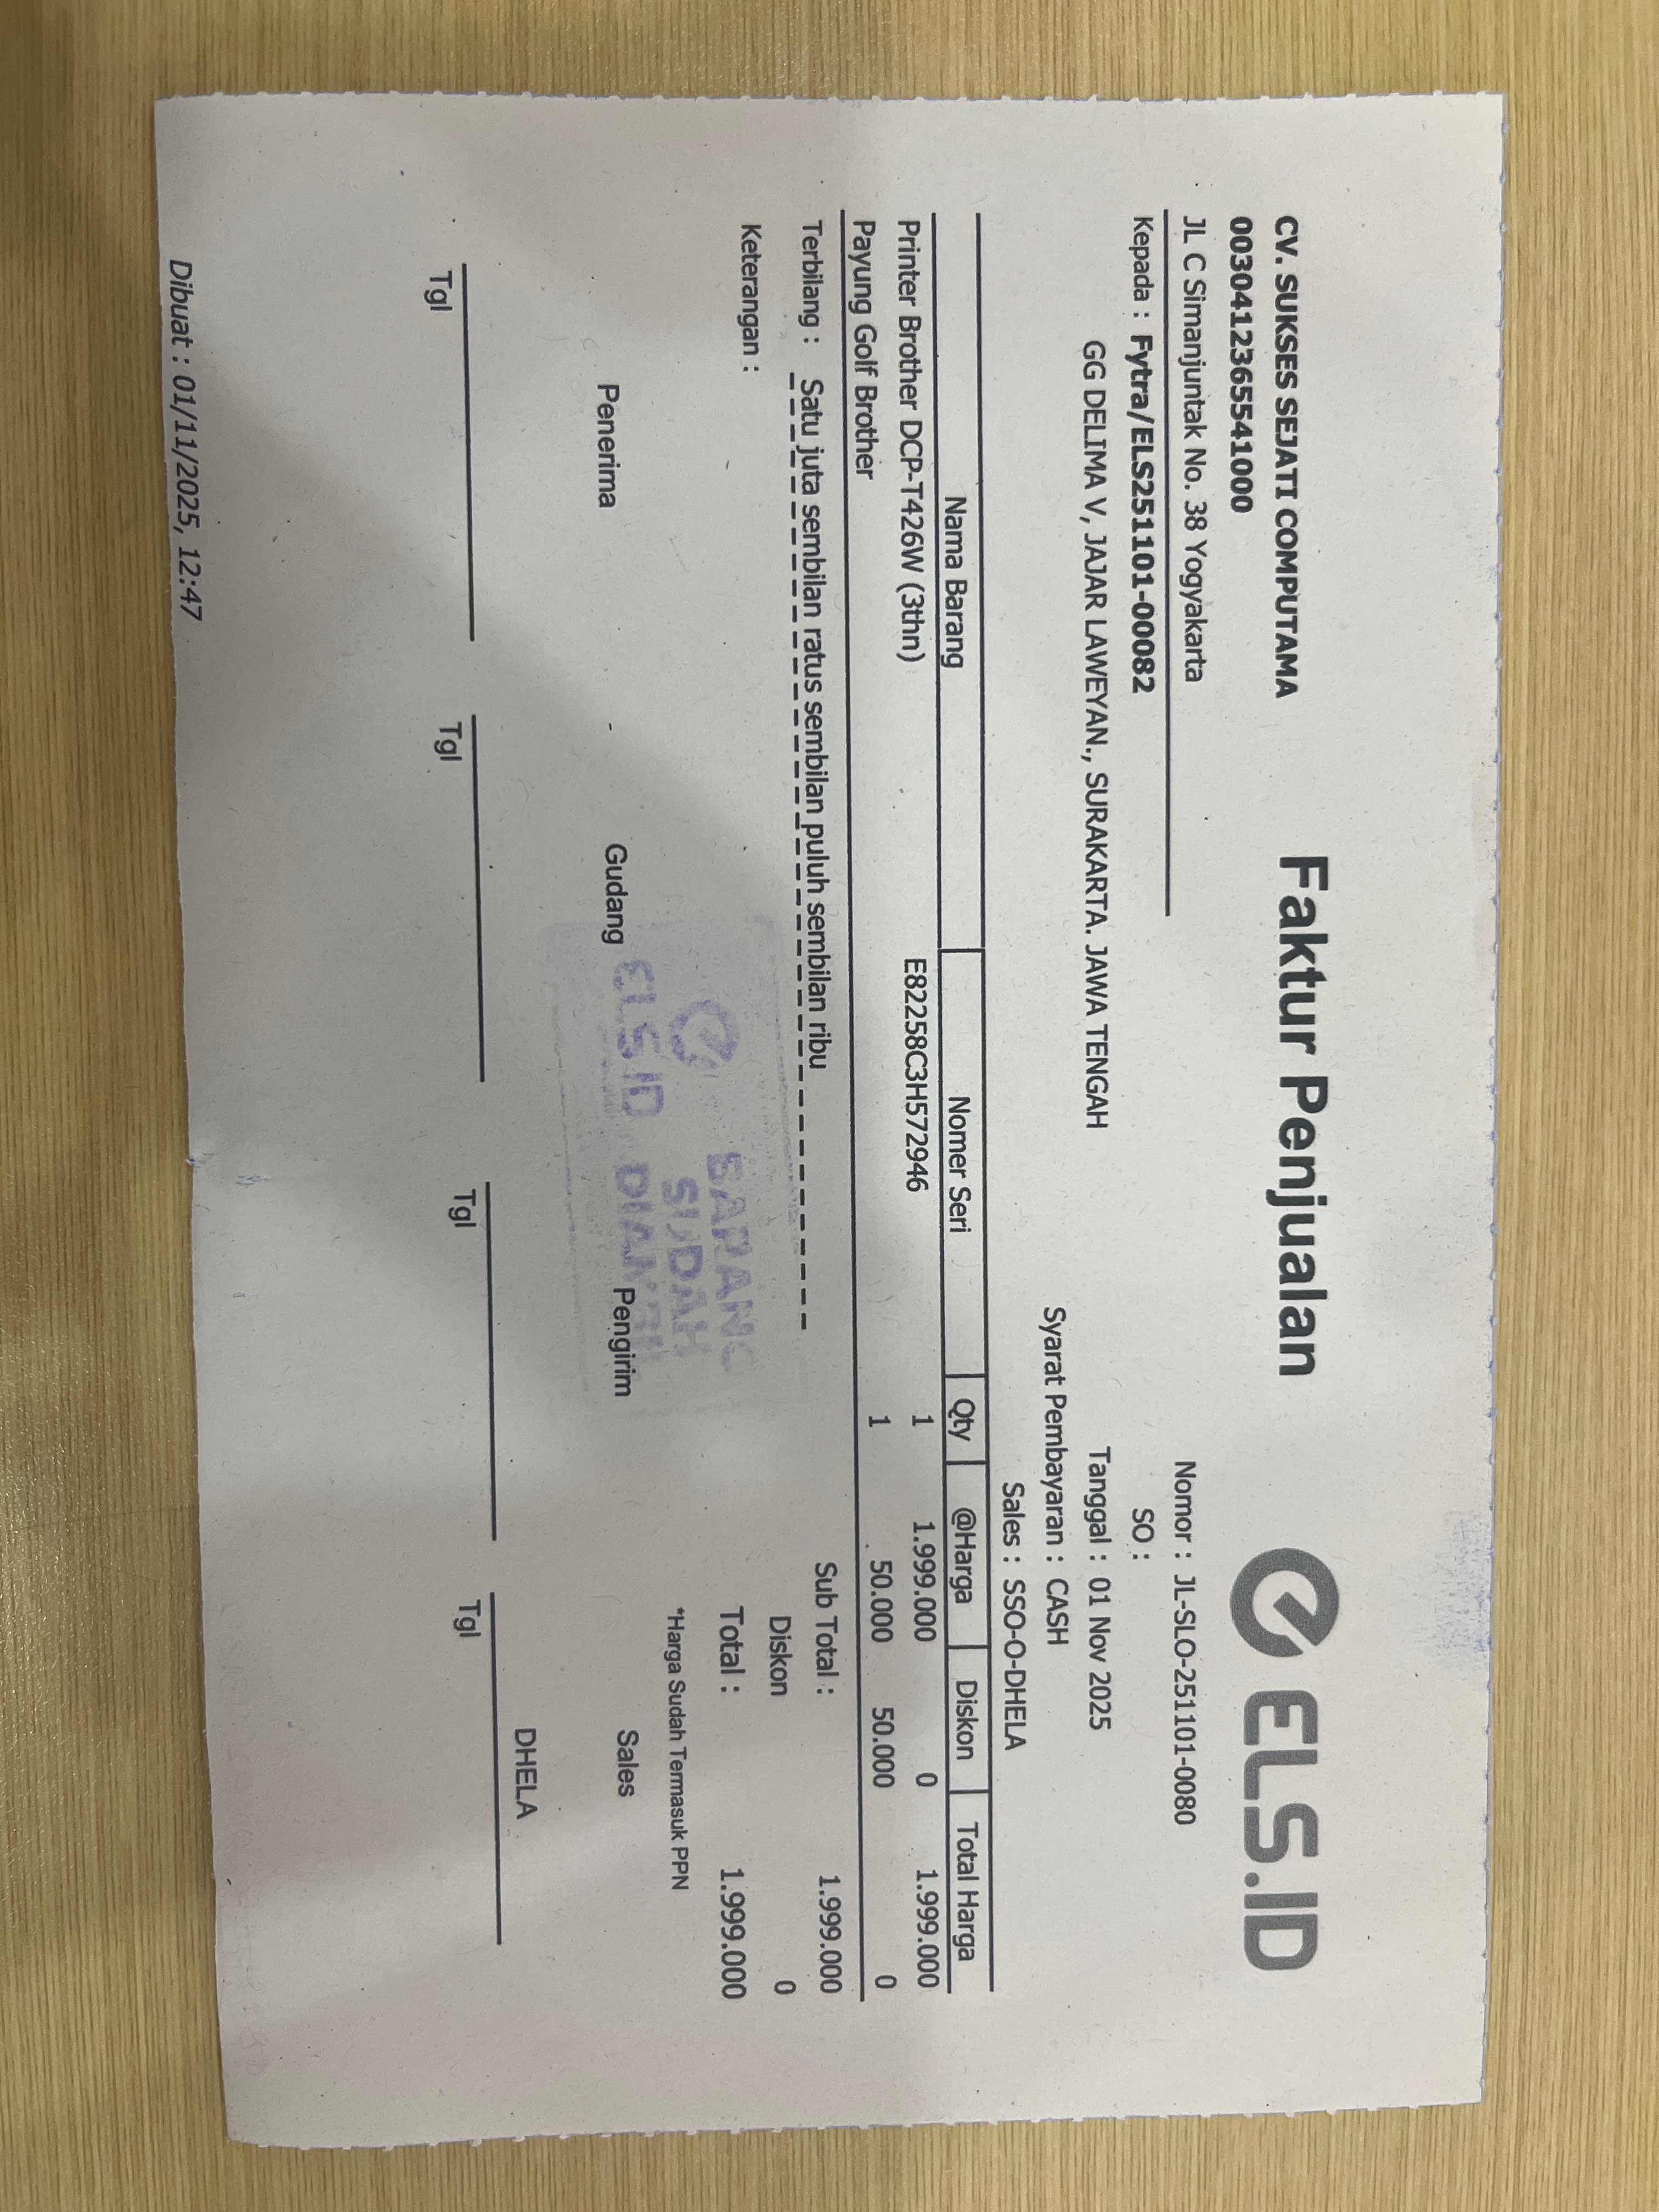 CV. SUKSES SEJATI COMPUTAMA
0030412365541000
JL C Simanjuntak No. 38 Yogyakarta
Faktur Penjualan
ELS.ID
Kepada : Fytra/ELS251101-00082
GG DELIMA V, JAJAR LAWEYAN., SURAKARTA. JAWA TENGAH
Nomor : JL-SLO-251101-0080
SO :
Tanggal : 01 Nov 2025
Syarat Pembayaran : CASH
Sales : SSO-O-DHELA
Nama Barang Nomer Seri Qty @Harga Diskon Total Harga
Printer Brother DCP-T426W (3thn) E82258C3H572946 1 1.999.000 0 1.999.000
Payung Golf Brother 1 50.000 50.000 0
Terbilang : Satu juta sembilan ratus sembilan puluh sembilan ribu
Sub Total : 1.999.000
Diskon 0
Keterangan :
Total : 1.999.000
*Harga Sudah Termasuk PPN
ELS.ID
BARANG
SUDAH
Penerima Gudang Pengirim Sales
DHELA
Tgl Tgl Tgl Tgl
Dibuat : 01/11/2025, 12:47